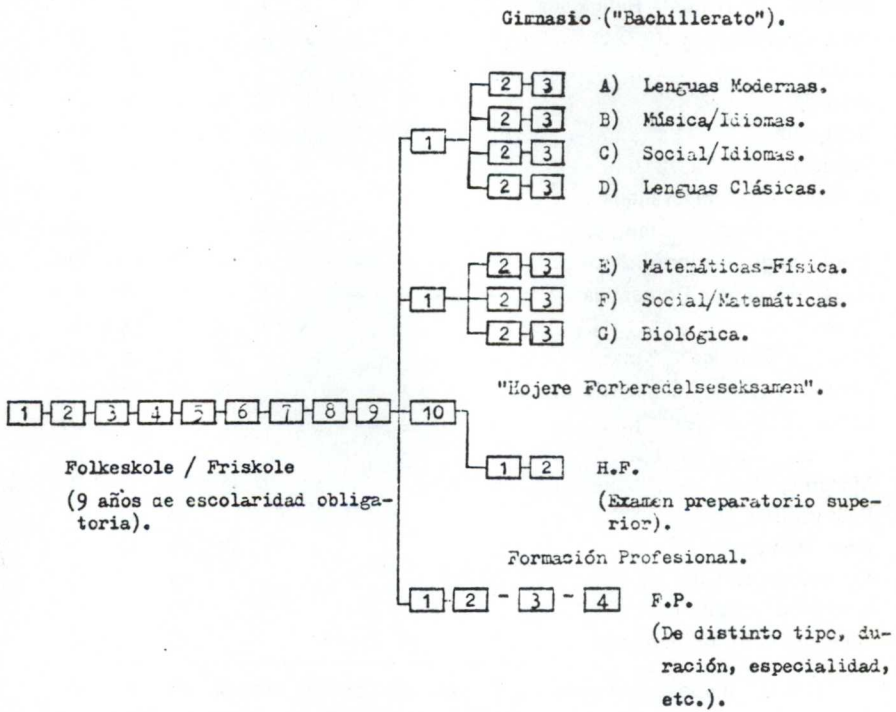 Gimnasio ("Bachillerato").
2 3 A) Lenguas Modernas.
2 3 B) Música/Idiomas.
1
2 3 C) Social/Idiomas.
2 3 D) Lenguas Clásicas.
2 3 E) Matemáticas-Física.
1 2 3 F) Social/Matemáticas.
2 3 G) Biológica.
"Hojere Forberedelseseksamen".
1 2 3 4 5 6 7 8 9 10
Folkeskole / Friskole
1 2 H.F.
(9 años de escolaridad obliga-
toria).
(Examen preparatorio supe-
rior).
Formación Profesional.
1 2 - 3 - 4 F.P.
(De distinto tipo, du-
ración, especialidad,
etc.).